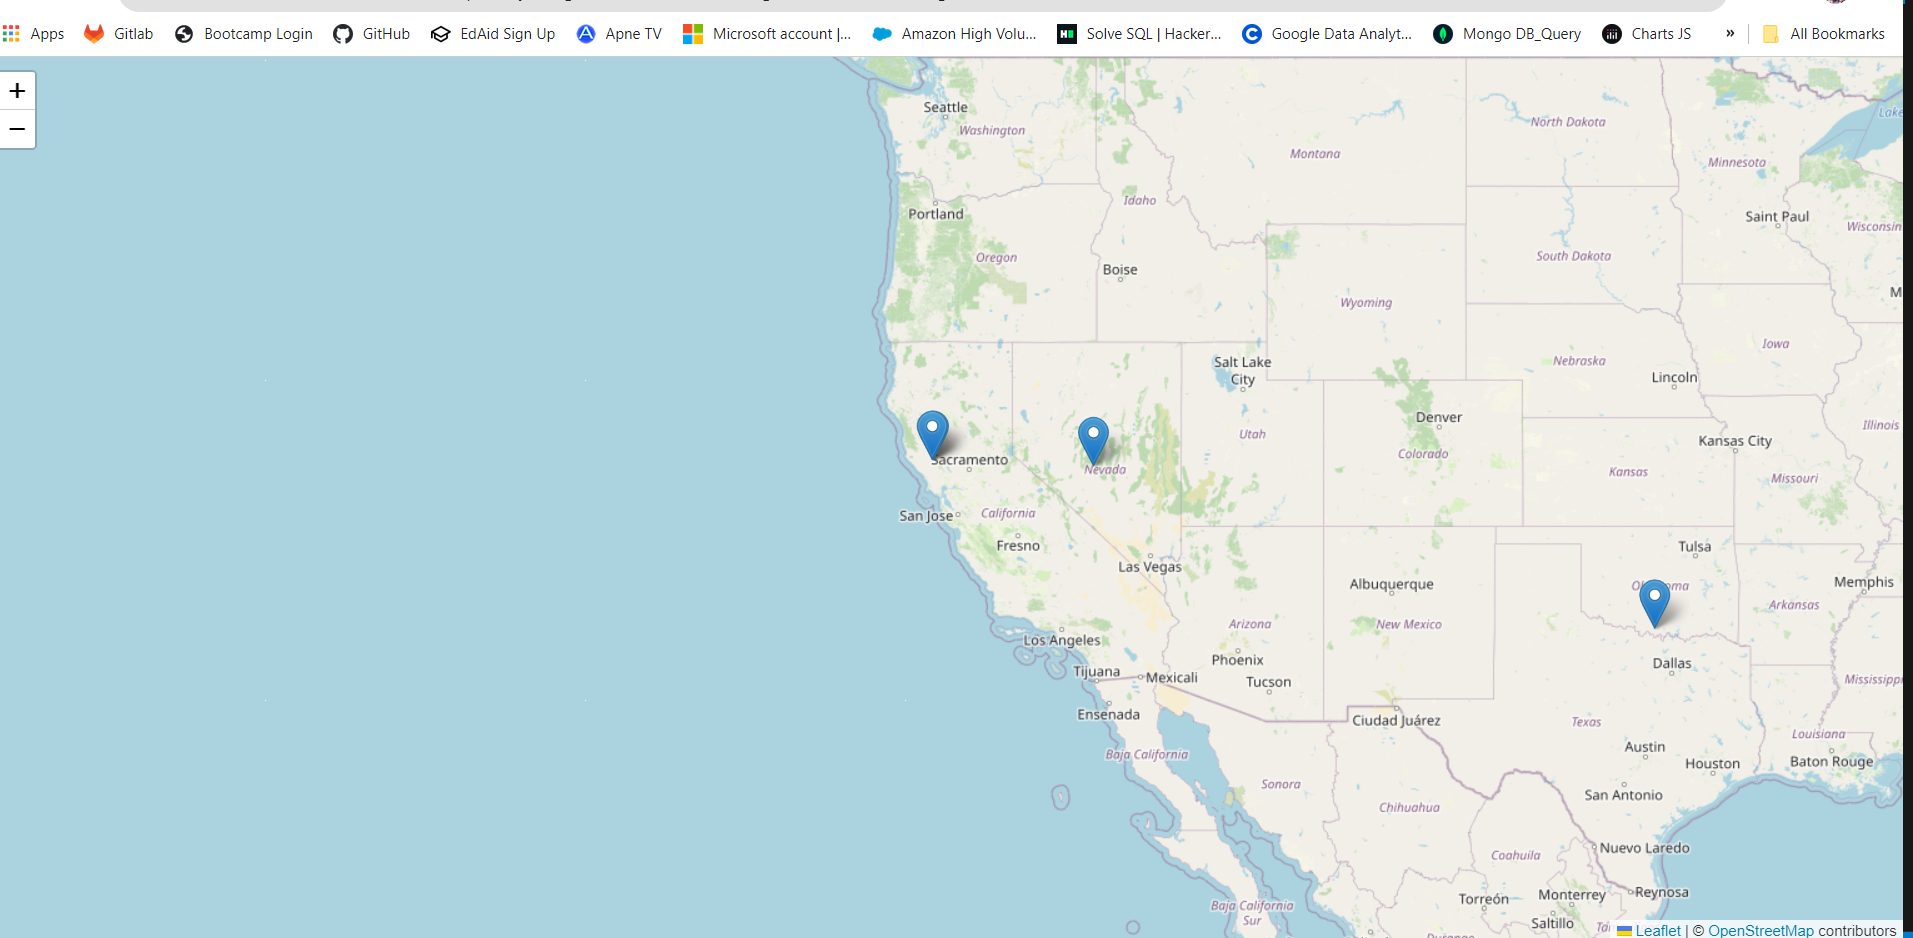 Apps Gitlab Bootcamp Login GitHub EdAid Sign Up Apne TV Microsoft account |... Amazon High Volu... Solve SQL | Hacker... Google Data Analyt... Mongo DB_Query Charts JS » All Bookmarks
+
−
Seattle
Washington
North Dakota
Lake
Montana
Minnesota
Idaho
Portland
Saint Paul
Wisconsin
Oregon
South Dakota
Boise
Wyoming
M
Iowa
Salt Lake
City
Nebraska
Lincoln
Denver
Illinois
Utah
Kansas City
Colorado
Sacramento
Nevada
Kansas
Missouri
San Jose
California
Fresno
Tulsa
Las Vegas
Albuquerque
Memphis
Arkansas
Arizona
New Mexico
Los Angeles
Phoenix
Dallas
Tijuana
Mexicali
Tucson
Mississippi
Ensenada
Ciudad Juárez
Texas
Louisiana
Austin
Baja California
Houston
Baton Rouge
Sonora
San Antonio
Chihuahua
Nuevo Laredo
Coahuila
Reynosa
Torreón
Monterrey
Baja California
Sur
Saltillo
Leaflet | © OpenStreetMap contributors